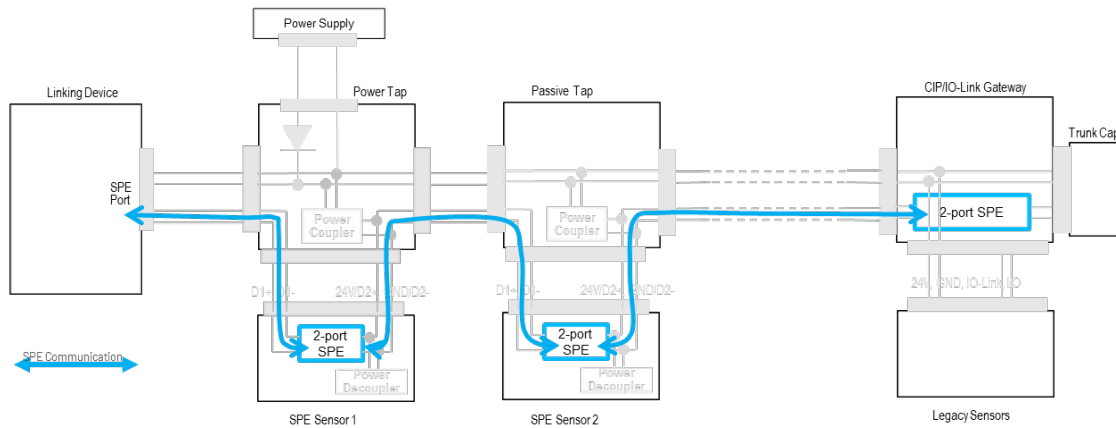 Power Supply
Linking Device
Power Tap
Passive Tap
CIP/IO-Link Gateway
Trunk Cap
SPE
Port
Power
Coupler
Power
Coupler
2-port SPE
D1+ D1-
24V/D2+ GND/D2-
D1+ D1-
24V/D2+ GND/D2-
24V, GND, IO-Link I/O
2-port
SPE
2-port
SPE
SPE Communication
Power
Decoupler
Power
Decoupler
SPE Sensor 1
SPE Sensor 2
Legacy Sensors